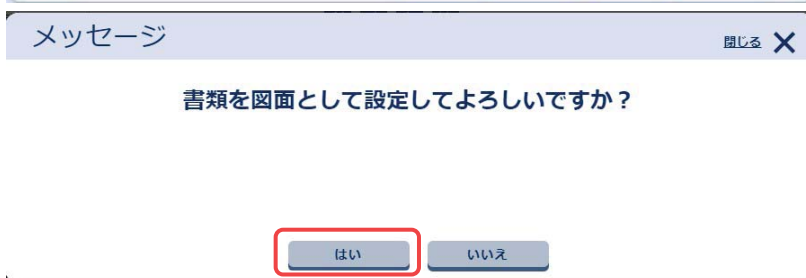 メッセージ
閉じる
書類を図面として設定してよろしいですか？
はい
いいえ